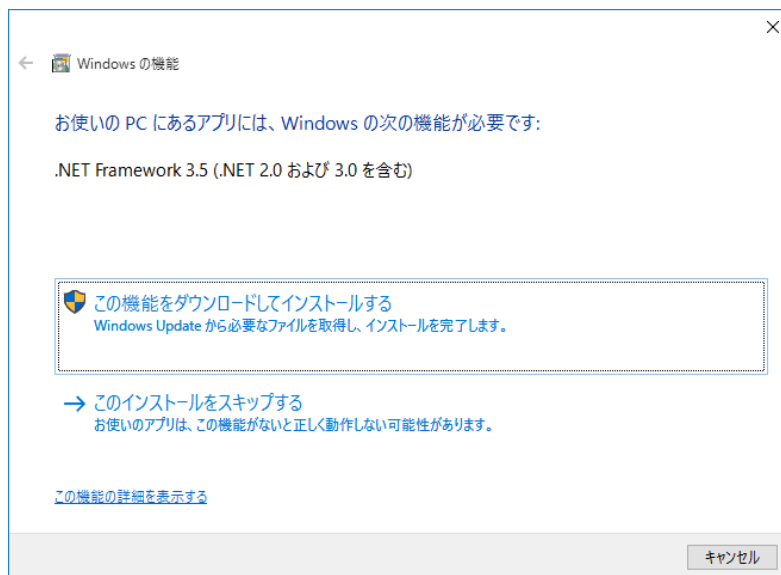 Windows の機能
お使いの PC にあるアプリには、Windows の次の機能が必要です:
.NET Framework 3.5 (.NET 2.0 および 3.0 を含む)
この機能をダウンロードしてインストールする
Windows Update から必要なファイルを取得し、インストールを完了します。
このインストールをスキップする
お使いのアプリは、この機能がないと正しく動作しない可能性があります。
この機能の詳細を表示する
キャンセル